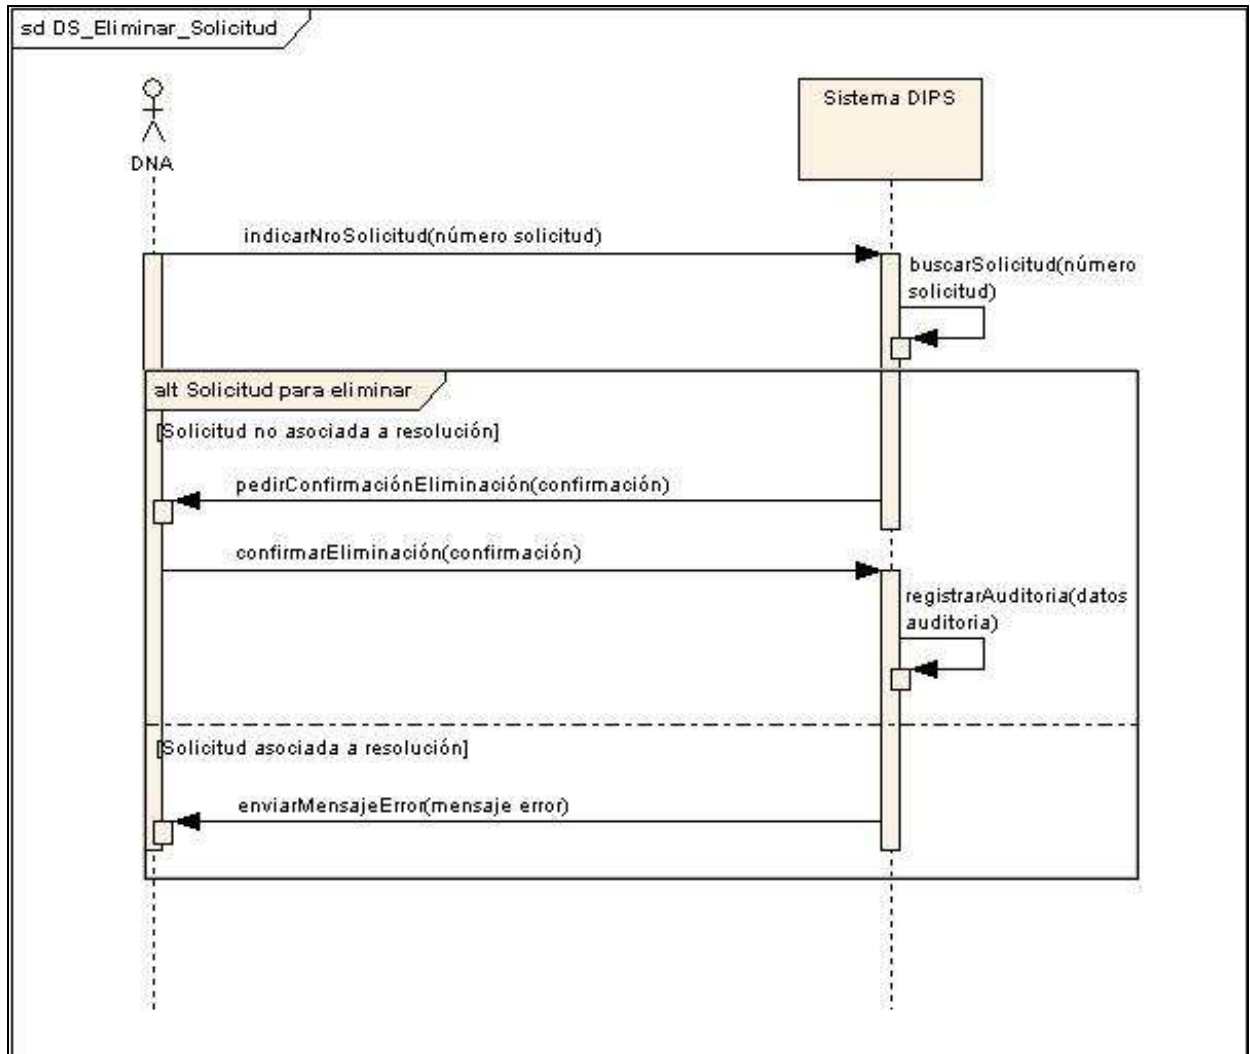 sd DS_Eliminar_Solicitud
DNA
Sistema DIPS
indicarNroSolicitud(número solicitud)
buscarSolicitud(número
solicitud)
alt Solicitud para eliminar
[Solicitud no asociada a resolución]
pedirConfirmaciónEliminación(confirmación)
confirmarEliminación(confirmación)
registrarAuditoria(datos
auditoria)
[Solicitud asociada a resolución]
enviarMensajeError(mensaje error)